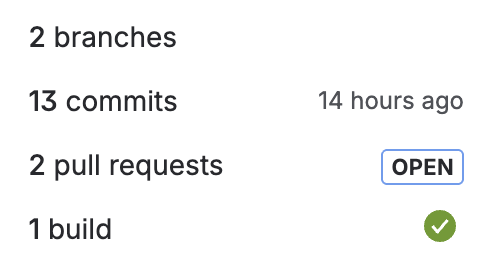 2 branches
13 commits 14 hours ago
2 pull requests OPEN
1 build